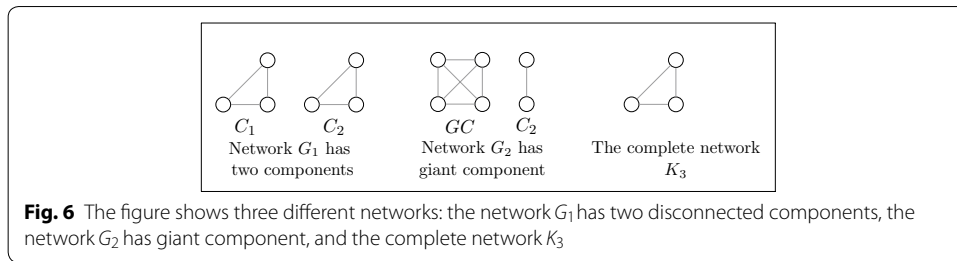 C₁ C₂ GC C₂
Network G₁ has Network G₂ has The complete network
two components giant component K₃
Fig. 6 The figure shows three different networks: the network G₁ has two disconnected components, the
network G₂ has giant component, and the complete network K₃